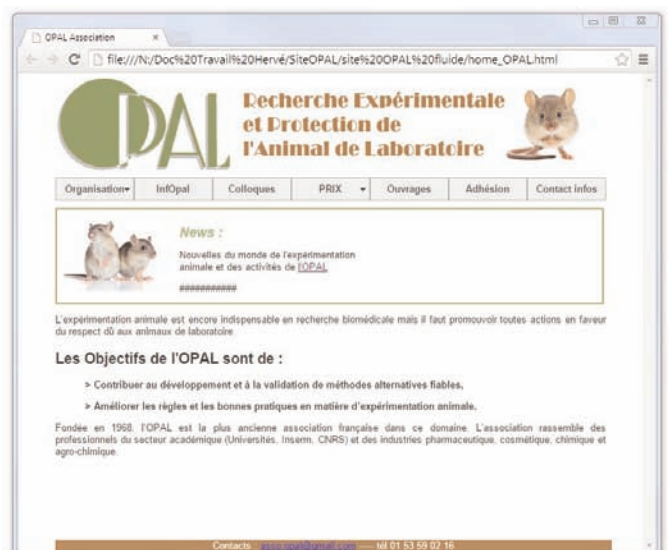 OPAL Association
file:///N:/Doc%20Travail%20Hervé/SiteOPAL/site%20OPAL%20fluide/home_OPAL.html
OPAL
Recherche Expérimentale
et Protection de
l'Animal de Laboratoire
Organisation InfOpal Colloques PRIX Ouvrages Adhésion Contact infos
News :
Nouvelles du monde de l'expérimentation
animale et des activités de l'OPAL
###########
L'expérimentation animale est encore indispensable en recherche biomédicale mais il faut promouvoir toutes actions en faveur
du respect dû aux animaux de laboratoire.
Les Objectifs de l'OPAL sont de :
> Contribuer au développement et à la validation de méthodes alternatives fiables,
> Améliorer les règles et les bonnes pratiques en matière d'expérimentation animale.
Fondée en 1968, l'OPAL est la plus ancienne association française dans ce domaine. L'association rassemble des
professionnels du secteur académique (Universités, Inserm, CNRS) et des industries pharmaceutique, cosmétique, chimique et
agro-chimique.
Contacts : asso.opal@gmail.com ---- tél 01 53 59 02 16